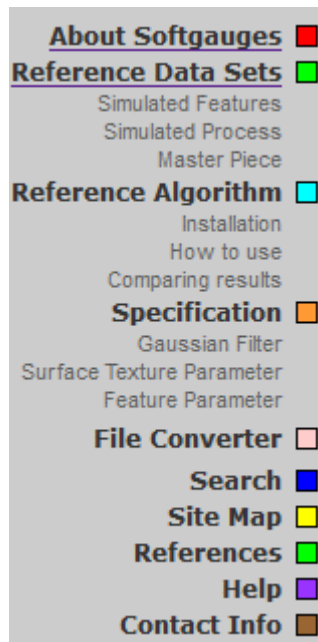 About Softgauges
Reference Data Sets
Simulated Features
Simulated Process
Master Piece
Reference Algorithm
Installation
How to use
Comparing results
Specification
Gaussian Filter
Surface Texture Parameter
Feature Parameter
File Converter
Search
Site Map
References
Help
Contact Info